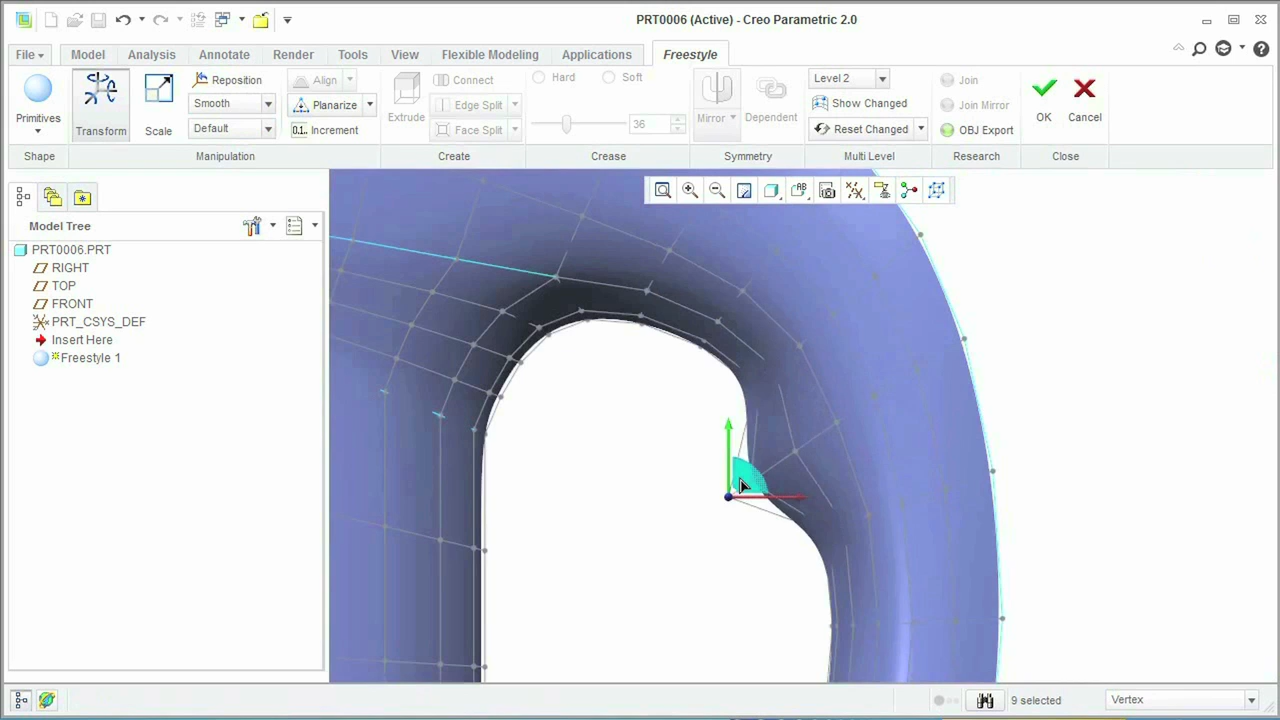 PRT0006 (Active) - Creo Parametric 2.0
File Model Analysis Annotate Render Tools View Flexible Modeling Applications Freestyle
Reposition Align Connect Hard Soft Level 2 Join
Primitives Transform Scale Smooth Planarize Extrude Edge Split Mirror Dependent Show Changed Join Mirror OK Cancel
Default Increment Face Split 36 Reset Changed OBJ Export
Shape Manipulation Create Crease Symmetry Multi Level Research Close
Model Tree
PRT0006.PRT
RIGHT
TOP
FRONT
PRT_CSYS_DEF
Insert Here
Freestyle 1
9 selected Vertex